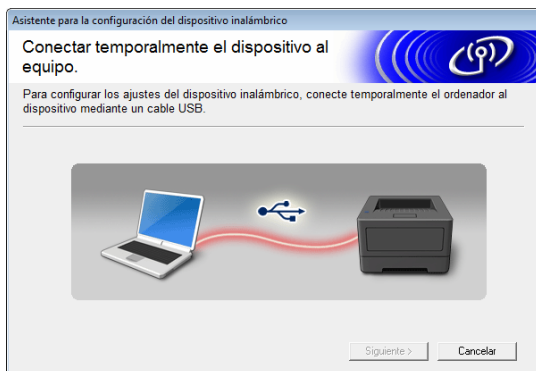 Asistente para la configuración del dispositivo inalámbrico
Conectar temporalmente el dispositivo al
equipo.
Para configurar los ajustes del dispositivo inalámbrico, conecte temporalmente el ordenador al
dispositivo mediante un cable USB.
Siguiente > Cancelar